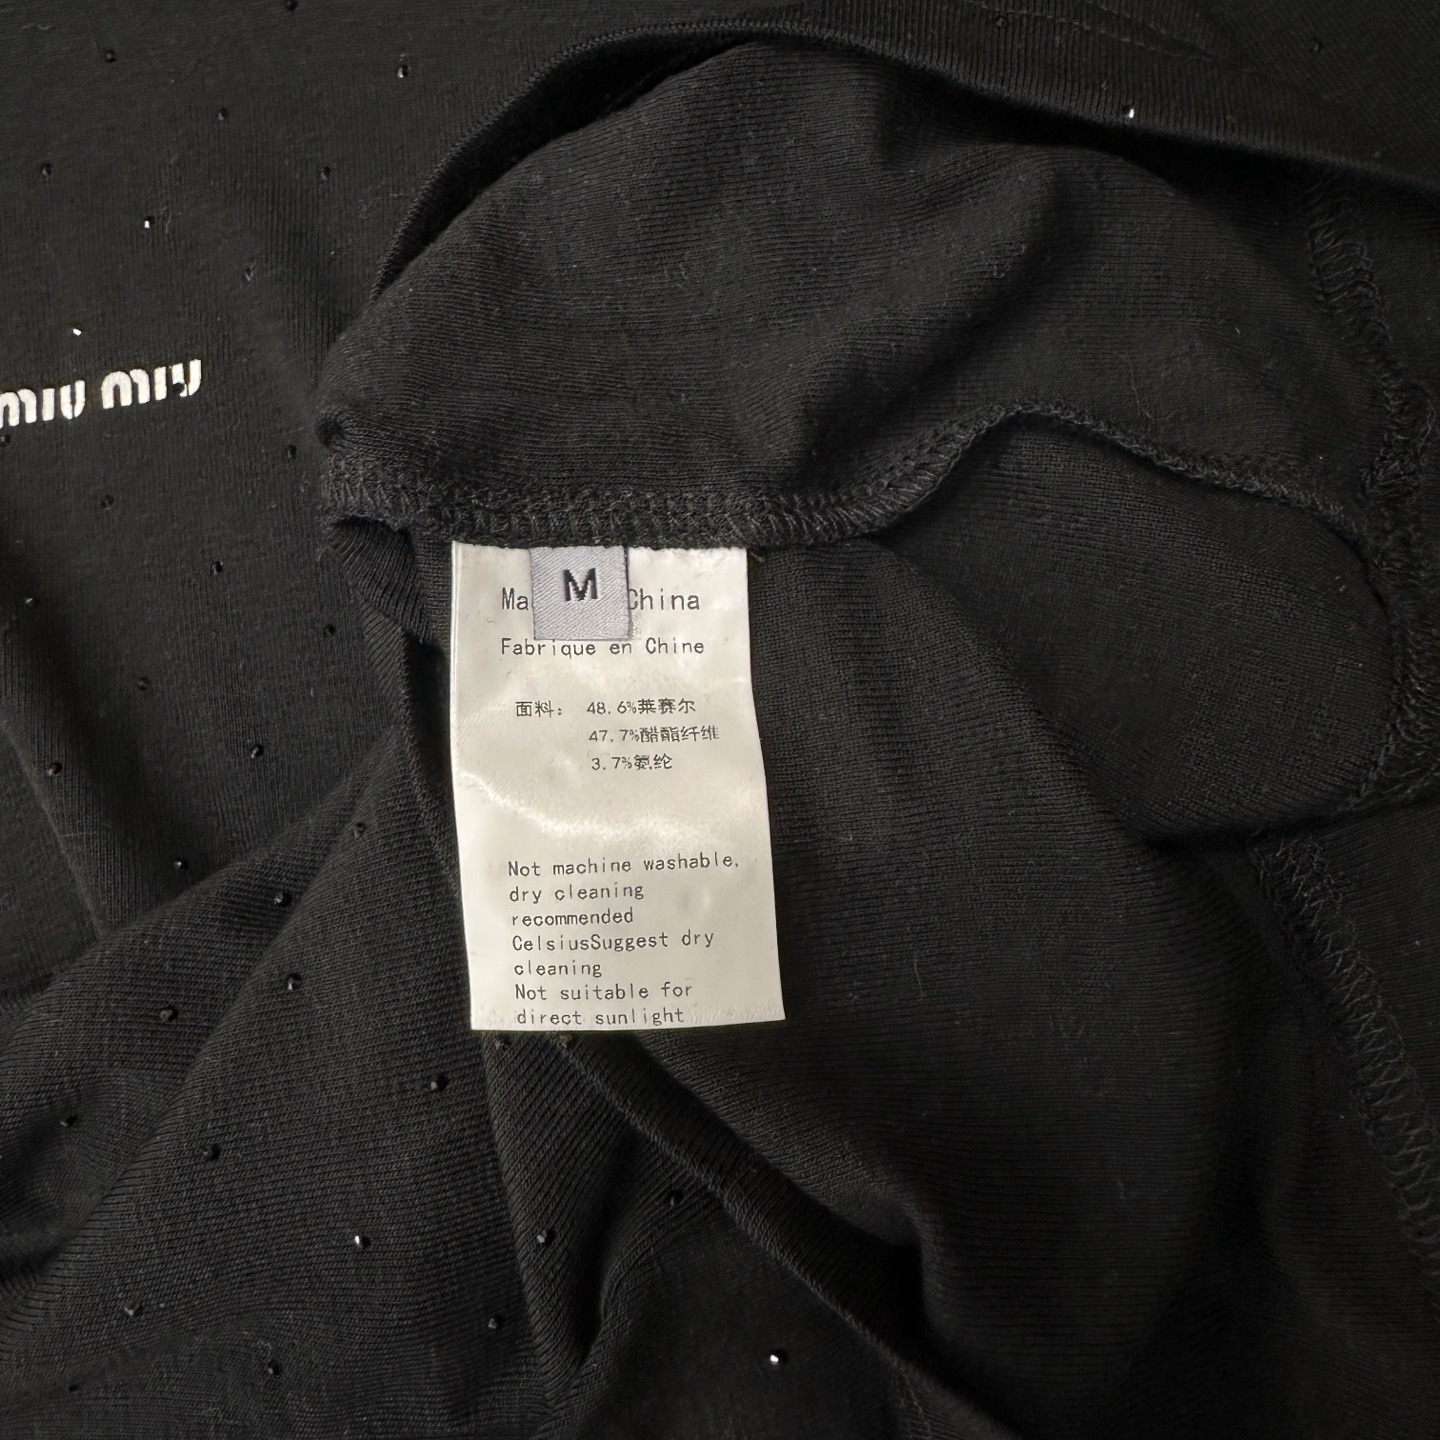 miu miu
M
Ma China
Fabrique en Chine
面料： 48.6%莱赛尔
47.7%醋酯纤维
3.7%氨纶
Not machine washable,
dry cleaning
recommended
CelsiusSuggest dry
cleaning
Not suitable for
direct sunlight